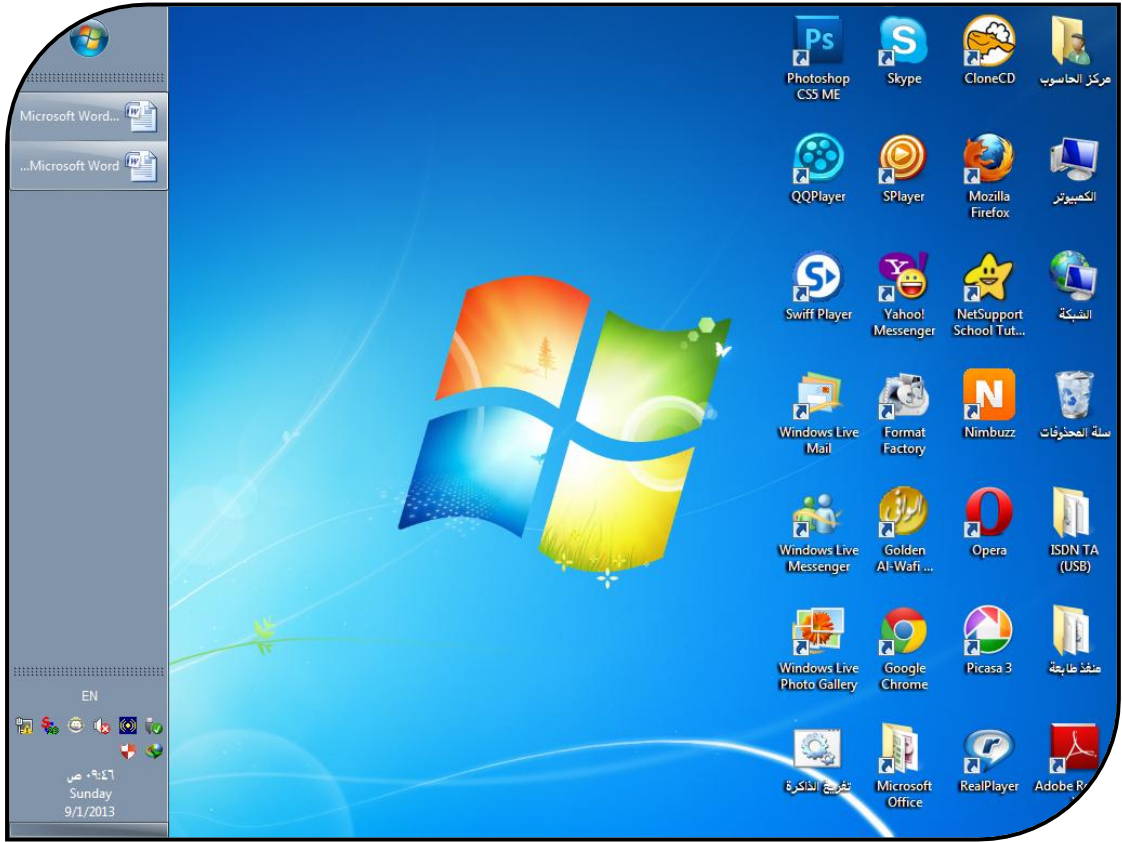 Microsoft Word...
...Microsoft Word
EN
٠٩:٤٦ ص
Sunday
9/1/2013
مركز الحاسوب
الكمبيوتر
الشبكة
سلة المحذوفات
ISDN TA
(USB)
منفذ طابعة
Adobe R
CloneCD
Mozilla
Firefox
NetSupport
School Tut...
Nimbuzz
Opera
Picasa 3
RealPlayer
Skype
SPlayer
Yahoo!
Messenger
Format
Factory
الوافي
Golden
Al-Wafi ...
Google
Chrome
Microsoft
Office
Ps
Photoshop
CS5 ME
QQPlayer
Swiff Player
Windows Live
Mail
Windows Live
Messenger
Windows Live
Photo Gallery
تفريغ الذاكرة